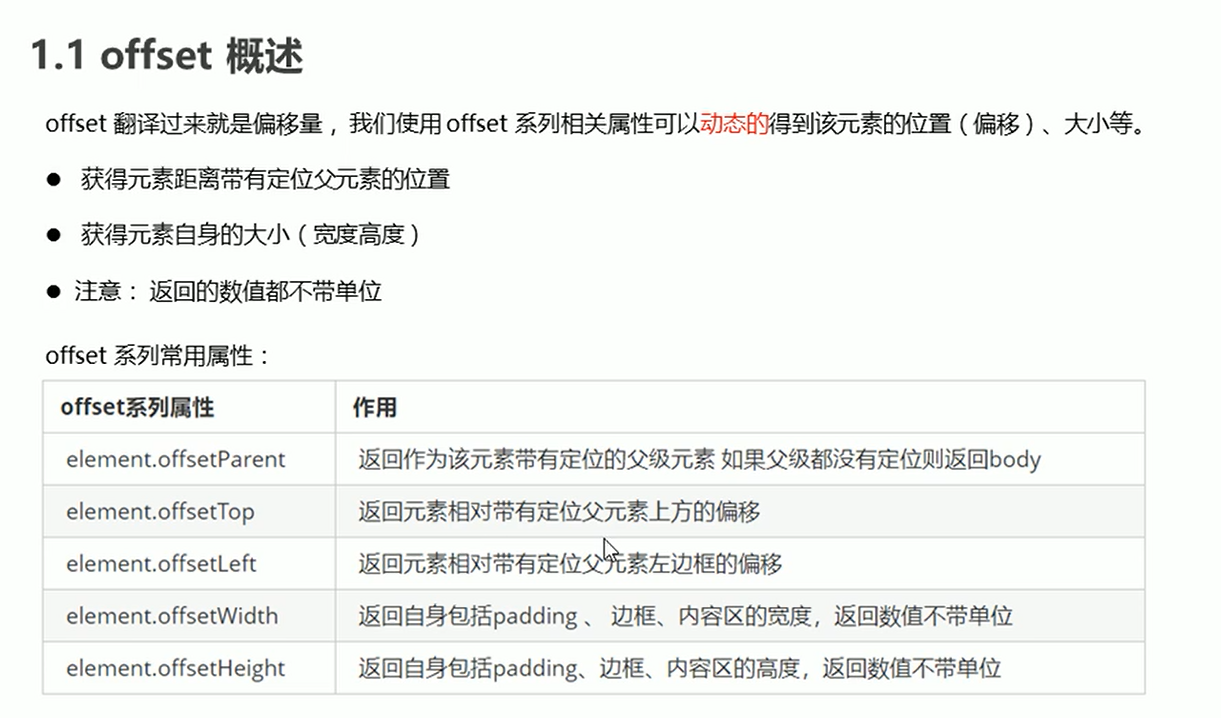 1.1 offset 概述
offset 翻译过来就是偏移量，我们使用 offset 系列相关属性可以动态的得到该元素的位置（偏移）、大小等。
● 获得元素距离带有定位父元素的位置
● 获得元素自身的大小（宽度高度）
● 注意： 返回的数值都不带单位
offset 系列常用属性：
offset系列属性 作用
element.offsetParent 返回作为该元素带有定位的父级元素 如果父级都没有定位则返回body
element.offsetTop 返回元素相对带有定位父元素上方的偏移
element.offsetLeft 返回元素相对带有定位父元素左边框的偏移
element.offsetWidth 返回自身包括padding 、 边框、内容区的宽度，返回数值不带单位
element.offsetHeight 返回自身包括padding、边框、内容区的高度，返回数值不带单位